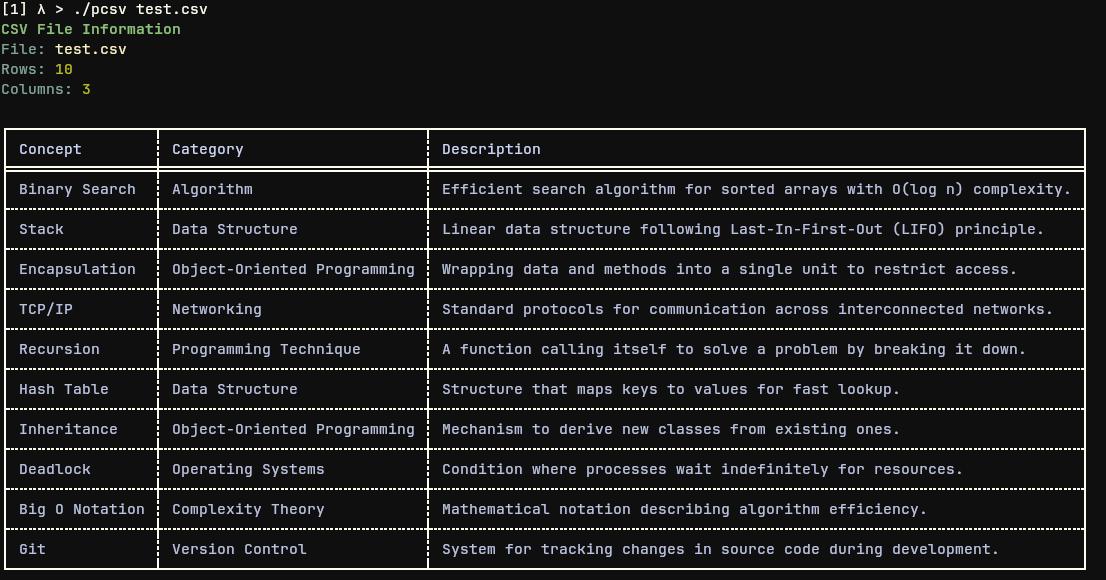 [1] λ > ./pcsv test.csv
CSV File Information
File: test.csv
Rows: 10
Columns: 3
Concept Category Description
Binary Search Algorithm Efficient search algorithm for sorted arrays with O(log n) complexity.
Stack Data Structure Linear data structure following Last-In-First-Out (LIFO) principle.
Encapsulation Object-Oriented Programming Wrapping data and methods into a single unit to restrict access.
TCP/IP Networking Standard protocols for communication across interconnected networks.
Recursion Programming Technique A function calling itself to solve a problem by breaking it down.
Hash Table Data Structure Structure that maps keys to values for fast lookup.
Inheritance Object-Oriented Programming Mechanism to derive new classes from existing ones.
Deadlock Operating Systems Condition where processes wait indefinitely for resources.
Big O Notation Complexity Theory Mathematical notation describing algorithm efficiency.
Git Version Control System for tracking changes in source code during development.